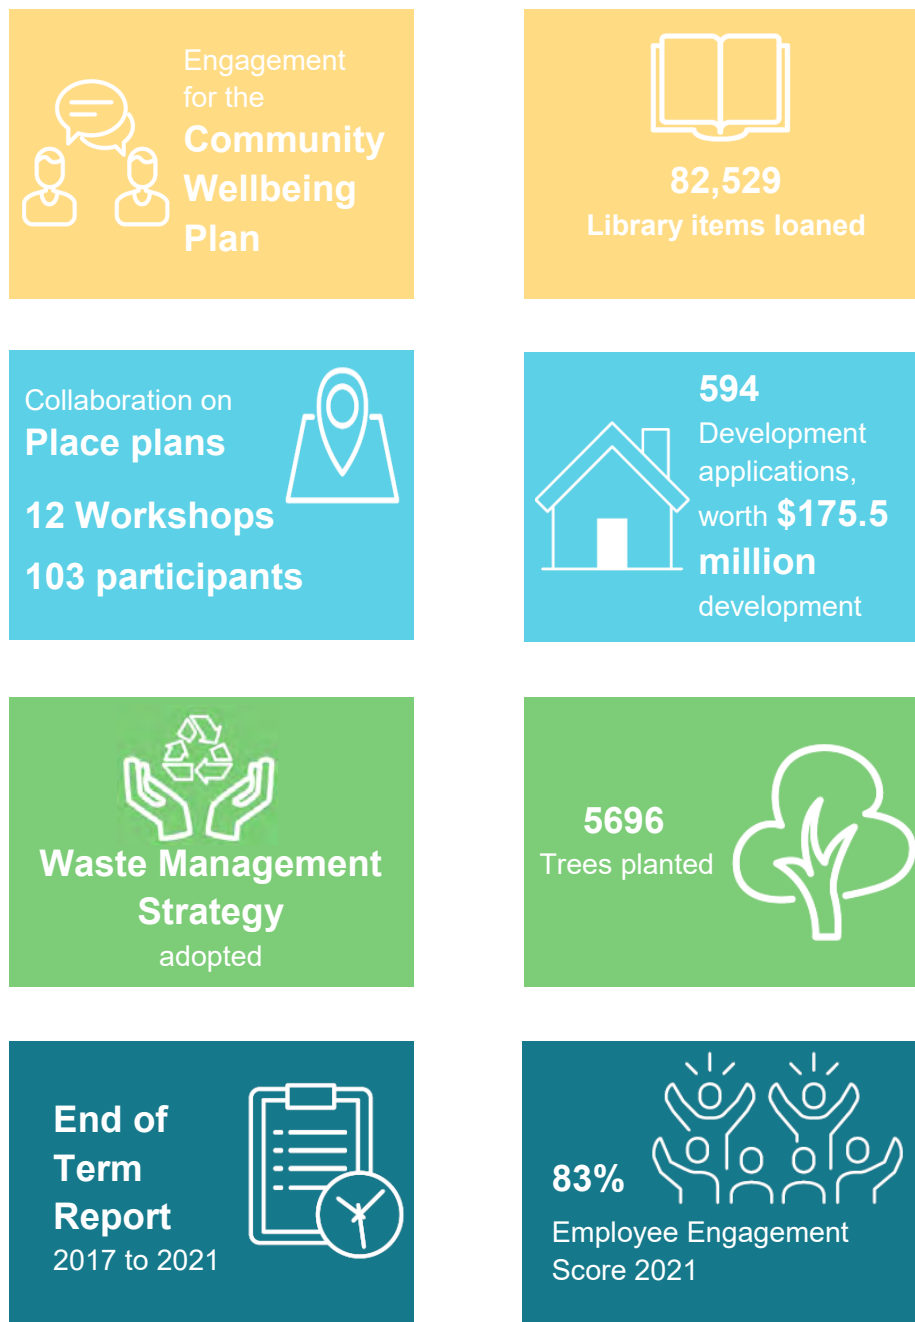 Engagement
for the
Community
Wellbeing
Plan
82,529
Library items loaned
Collaboration on
Place plans
12 Workshops
103 participants
594
Development
applications,
worth $175.5
million
development
Waste Management
Strategy
adopted
5696
Trees planted
End of
Term
Report
2017 to 2021
83%
Employee Engagement
Score 2021